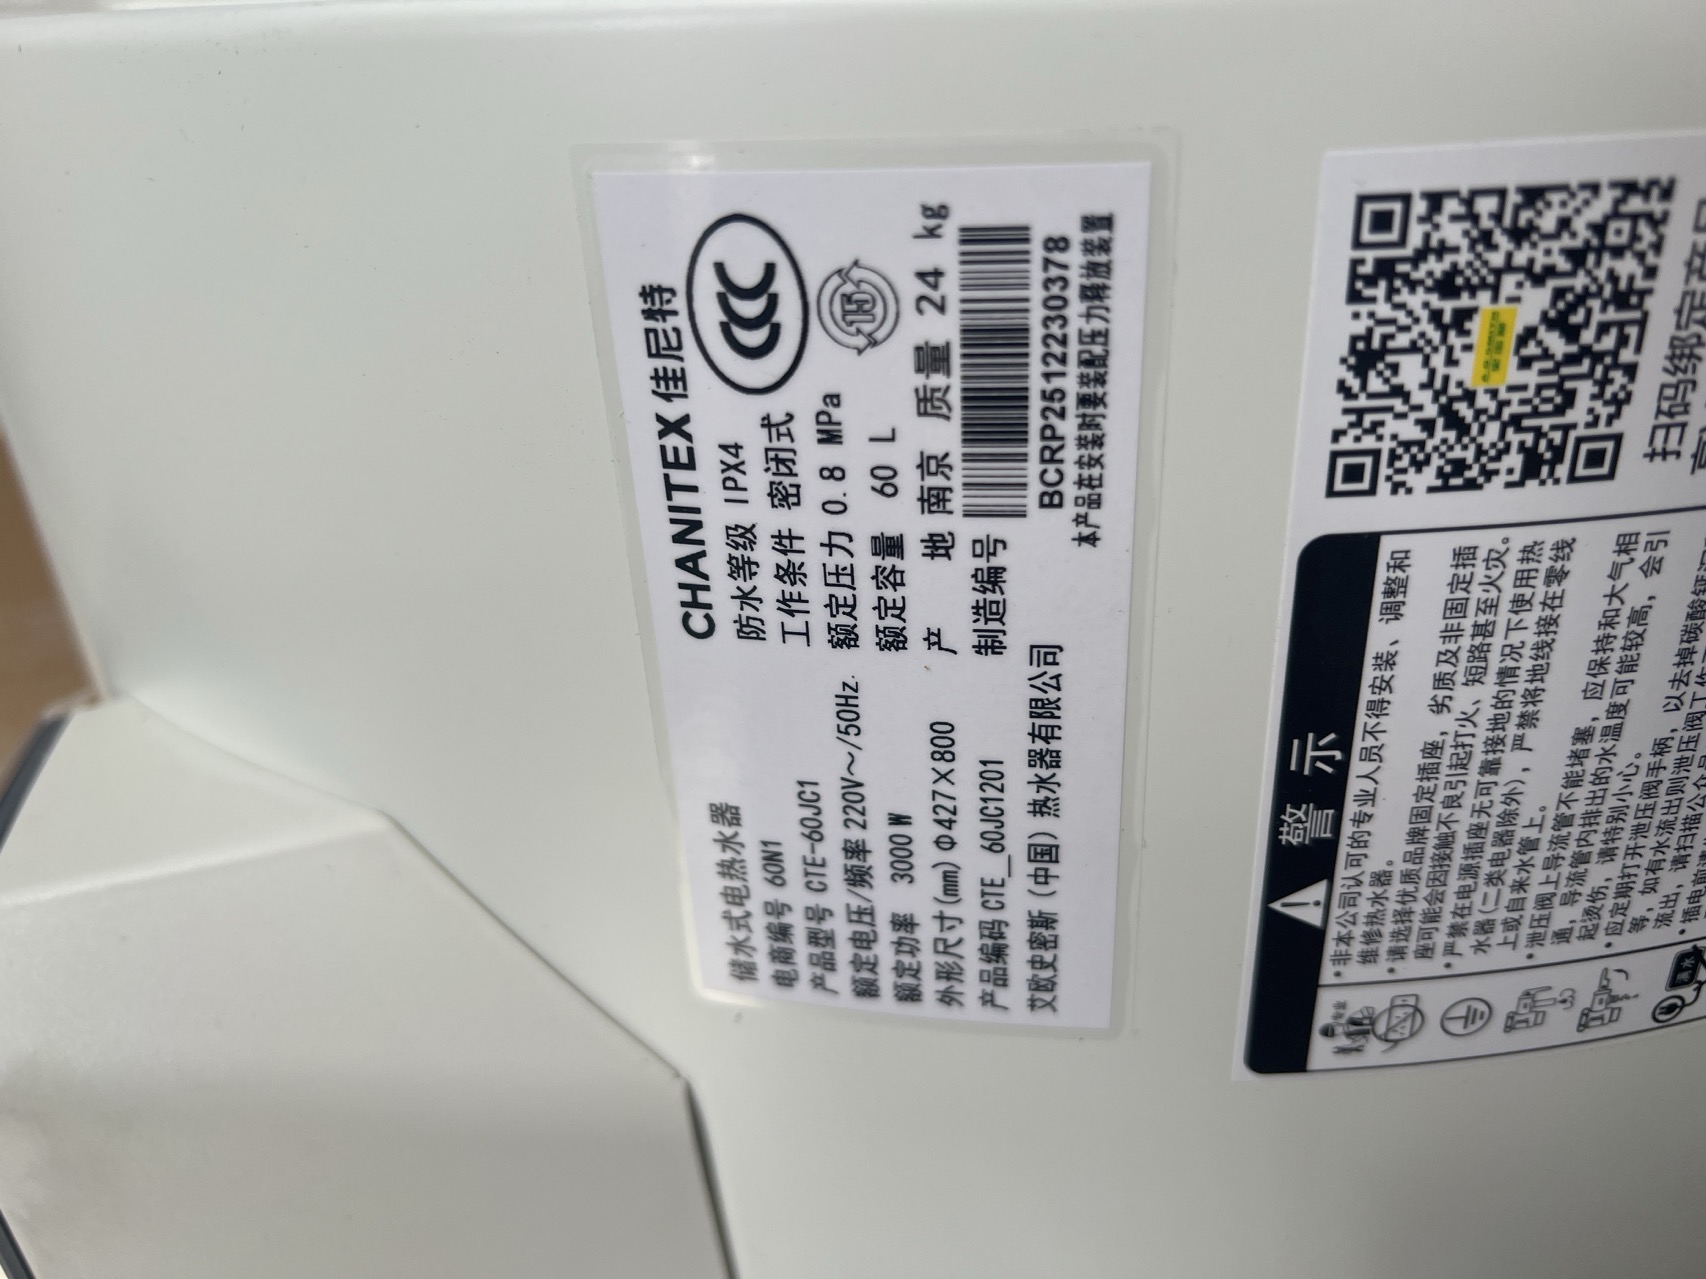 CHANITEX 佳尼特
储水式电热水器
电商编号 60N1
产品型号 CTE-60JC1
额定电压/频率 220V～/50Hz
额定功率 3000 W
外形尺寸(mm) Φ427×800
产品编码 CTE_60JC1201
艾欧史密斯（中国）热水器有限公司
防水等级 IPX4
工作条件 密闭式
额定压力 0.8 MPa
额定容量 60 L
产 地 南京 质量 24 kg
制造编号
BCRP25122230378
本产品在安装时要装配压力释放装置
CCC
15
警 示
•非本公司认可的专业人员不得安装、调整和
维修热水器。
•请选择优质品牌固定插座，劣质及非固定插
座可能会因接触不良引起打火、短路甚至火灾。
•严禁在电源插座无可靠接地的情况下使用热
水器(二类电器除外)，严禁将地线接在零线
上或自来水管上。
•泄压阀上导流管不能堵塞，应保持和大气相
通，导流管内排出的水温度可能较高，会引
起烫伤，请特别小心。
•应定期打开泄压阀手柄，以去掉碳酸钙沉
等，如有水流出则泄压阀工作
流出，请扫描公众号
扫码绑定产品